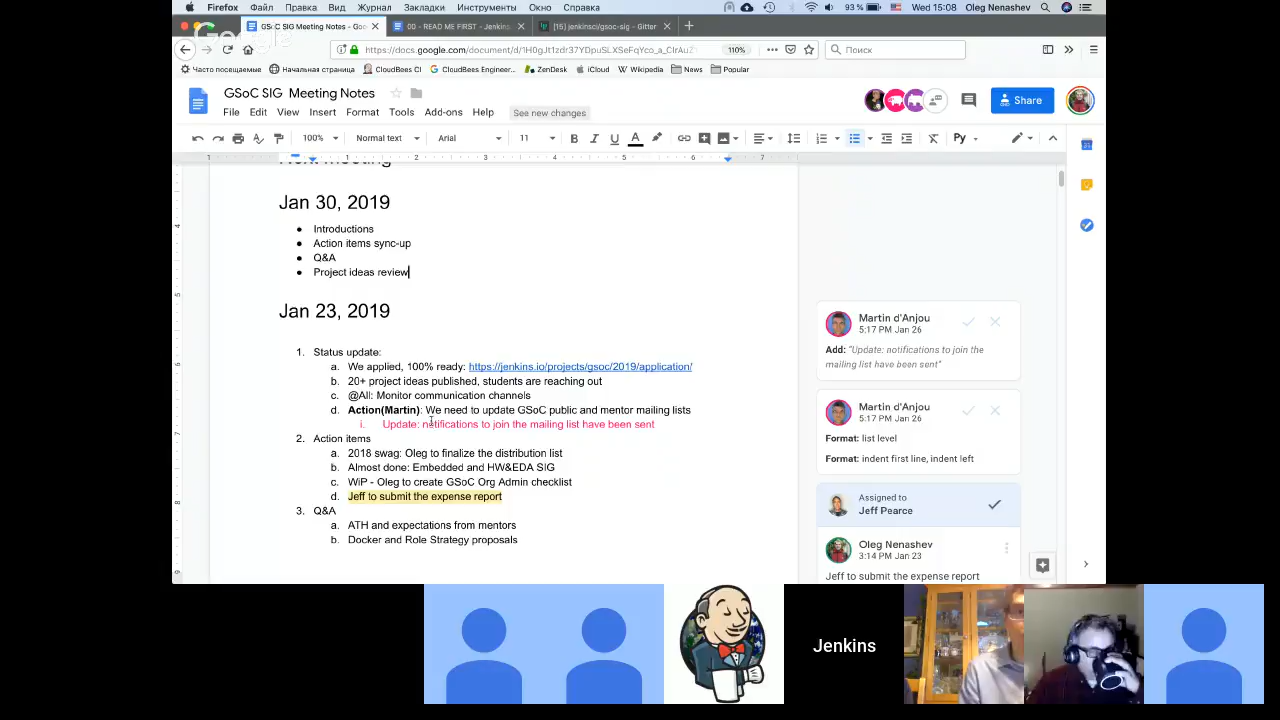 Firefox Файл Правка Вид Журнал Закладки Инструменты Окно Справка 93% Wed 15:08 Oleg Nenashev
GSoC SIG Meeting Notes - Goo 00 - READ ME FIRST - Jenkins [15] jenkinsci/gsoc-sig - Gitter
Google
110% Поиск
Часто посещаемые Начальная страница CloudBees CI CloudBees Engineer... ZenDesk iCloud Wikipedia News Popular
GSoC SIG Meeting Notes
File Edit View Insert Format Tools Add-ons Help See new changes Share
100% Normal text Arial 11
Next meeting
Jan 30, 2019
● Introductions
● Action items sync-up
● Q&A
● Project ideas review
Jan 23, 2019
1. Status update:
a. We applied, 100% ready: https://jenkins.io/projects/gsoc/2019/application/
b. 20+ project ideas published, students are reaching out
c. @All: Monitor communication channels
d. Action(Martin): We need to update GSoC public and mentor mailing lists
i. Update: notifications to join the mailing list have been sent
2. Action items
a. 2018 swag: Oleg to finalize the distribution list
b. Almost done: Embedded and HW&EDA SIG
c. WiP - Oleg to create GSoC Org Admin checklist
d. Jeff to submit the expense report
3. Q&A
a. ATH and expectations from mentors
b. Docker and Role Strategy proposals
Martin d'Anjou
5:17 PM Jan 26
Add: "Update: notifications to join the
mailing list have been sent"
Martin d'Anjou
5:17 PM Jan 26
Format: list level
Format: indent first line, indent left
Assigned to
Jeff Pearce
Oleg Nenashev
3:14 PM Jan 23
Jeff to submit the expense report
Jenkins